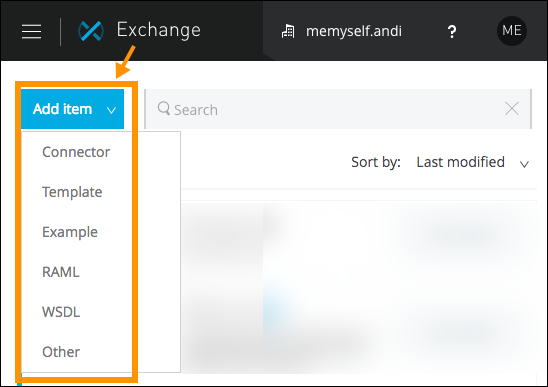 Exchange
memyself.andi
?
ME
Add item
Search
Connector
Sort by: Last modified
Template
Example
RAML
WSDL
Other